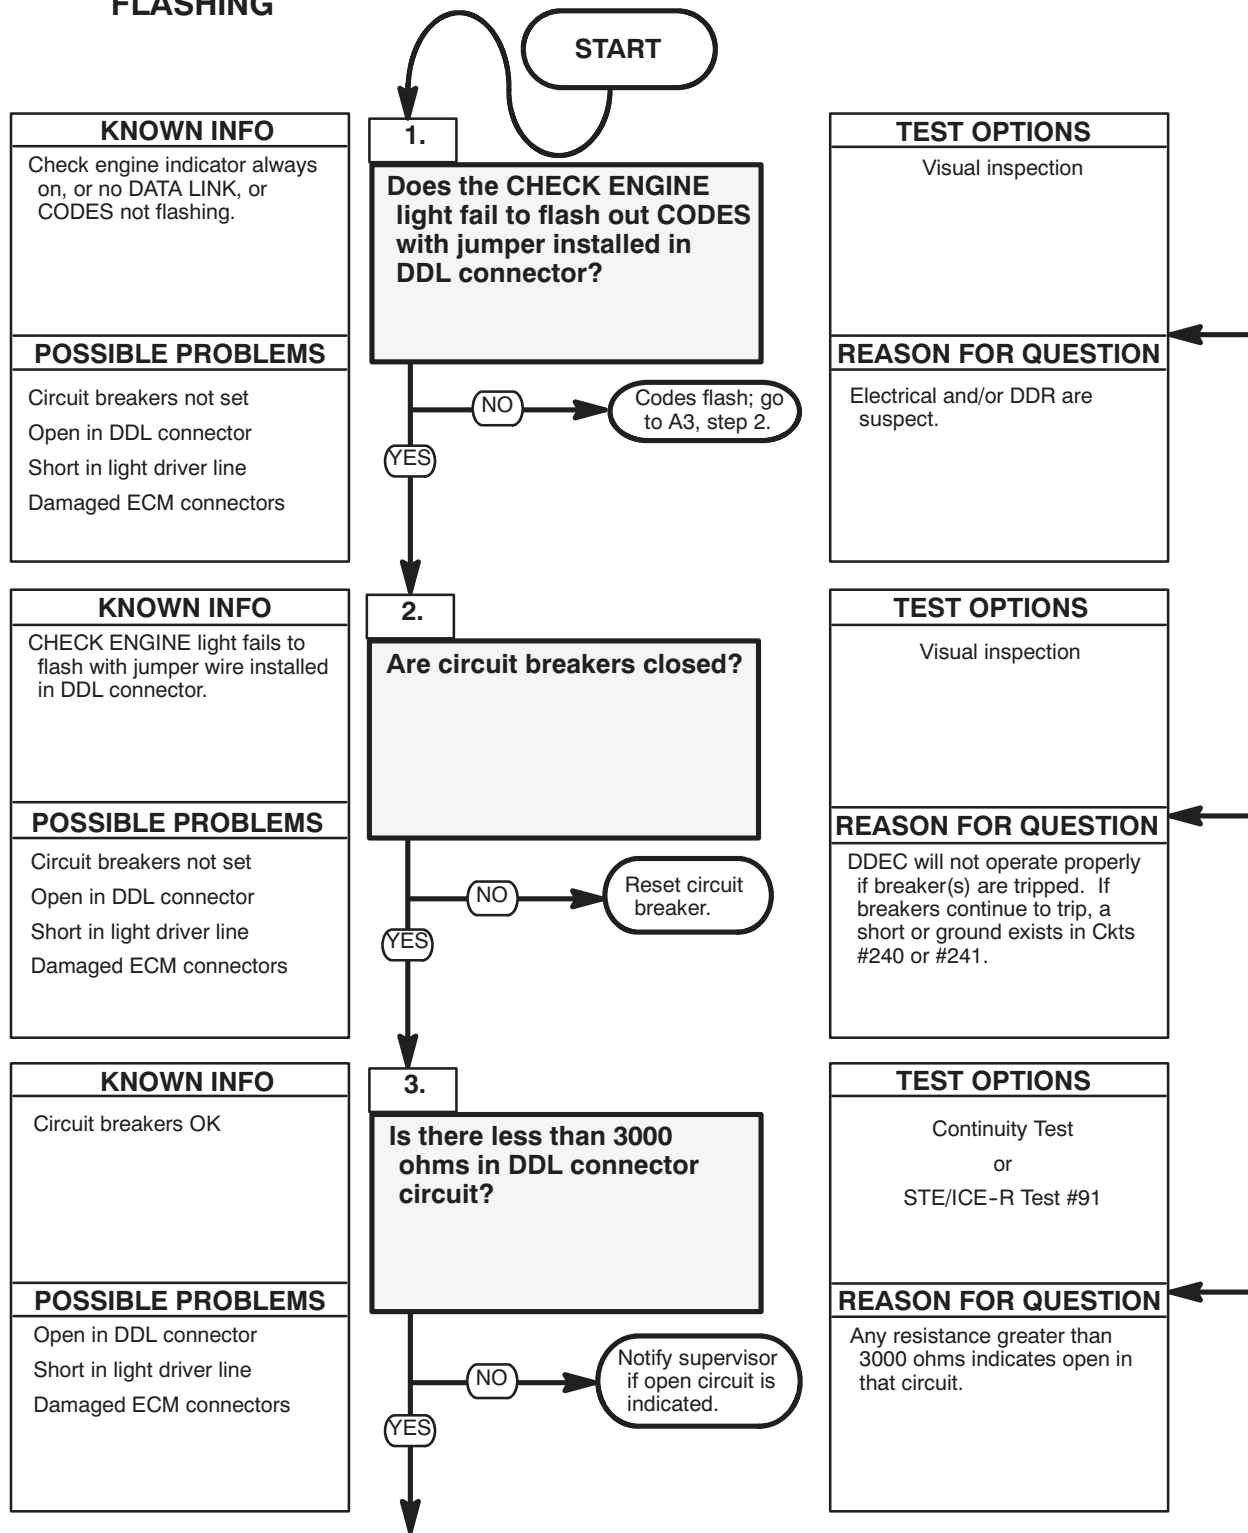 FLASHING
START
KNOWN INFO
Check engine indicator always
on, or no DATA LINK, or
CODES not flashing.
POSSIBLE PROBLEMS
Circuit breakers not set
Open in DDL connector
Short in light driver line
Damaged ECM connectors
1.
Does the CHECK ENGINE
light fail to flash out CODES
with jumper installed in
DDL connector?
NO
Codes flash; go
to A3, step 2.
YES
TEST OPTIONS
Visual inspection
REASON FOR QUESTION
Electrical and/or DDR are
suspect.
KNOWN INFO
CHECK ENGINE light fails to
flash with jumper wire installed
in DDL connector.
POSSIBLE PROBLEMS
Circuit breakers not set
Open in DDL connector
Short in light driver line
Damaged ECM connectors
2.
Are circuit breakers closed?
NO
Reset circuit
breaker.
YES
TEST OPTIONS
Visual inspection
REASON FOR QUESTION
DDEC will not operate properly
if breaker(s) are tripped. If
breakers continue to trip, a
short or ground exists in Ckts
#240 or #241.
KNOWN INFO
Circuit breakers OK
POSSIBLE PROBLEMS
Open in DDL connector
Short in light driver line
Damaged ECM connectors
3.
Is there less than 3000
ohms in DDL connector
circuit?
NO
Notify supervisor
if open circuit is
indicated.
YES
TEST OPTIONS
Continuity Test
or
STE/ICE-R Test #91
REASON FOR QUESTION
Any resistance greater than
3000 ohms indicates open in
that circuit.